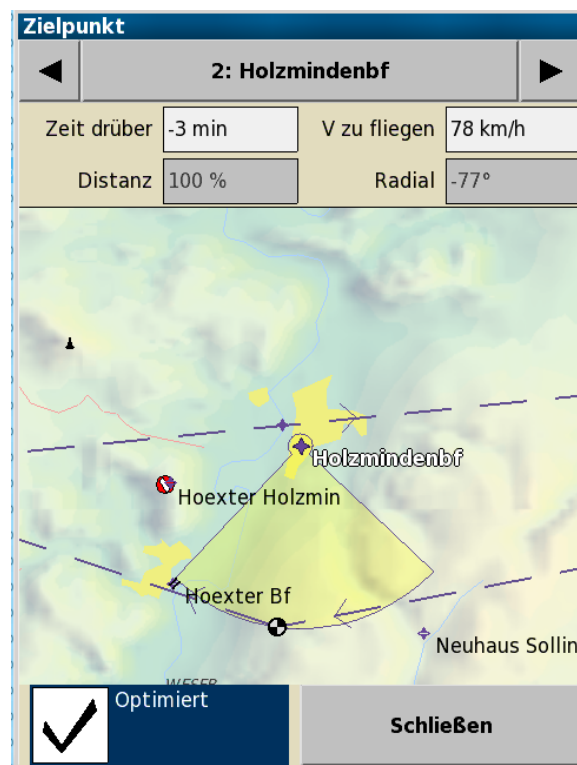 Zielpunkt
2: Holzmindenbf
Zeit drüber -3 min V zu fliegen 78 km/h
Distanz 100 % Radial -77°
Holzmindenbf
Hoexter Holzmin
Hoexter Bf
Neuhaus Sollin
WESER
Optimiert
Schließen